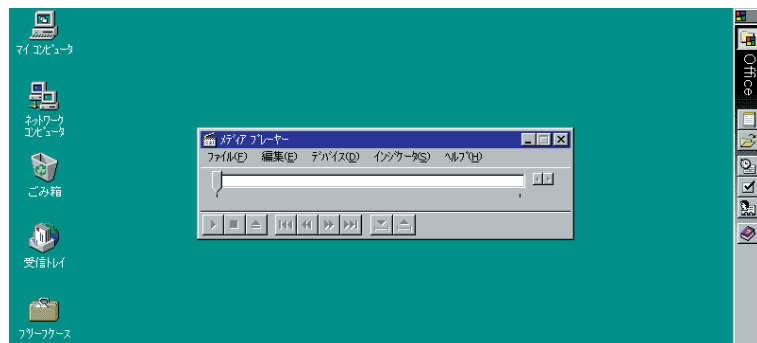 マイ コンピュータ
ネットワーク
コンピュータ
ごみ箱
受信トレイ
ブリーフケース
メディア プレーヤー
ファイル(F) 編集(E) デバイス(D) インジケータ(S) ヘルプ(H)
Office